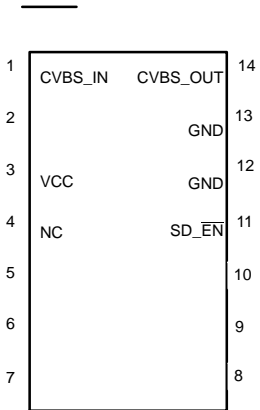 1 CVBS_IN CVBS_OUT 14
2 GND 13
3 VCC GND 12
4 NC SD_EN 11
5 10
6 9
7 8